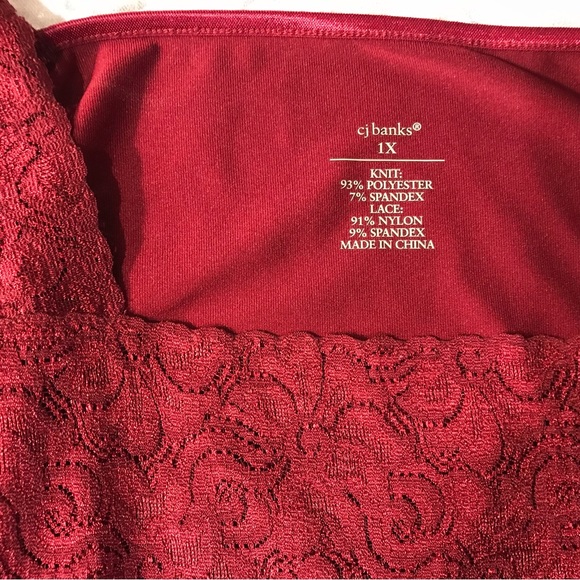 cj banks®
1X
KNIT:
93% POLYESTER
7% SPANDEX
LACE:
91% NYLON
9% SPANDEX
MADE IN CHINA